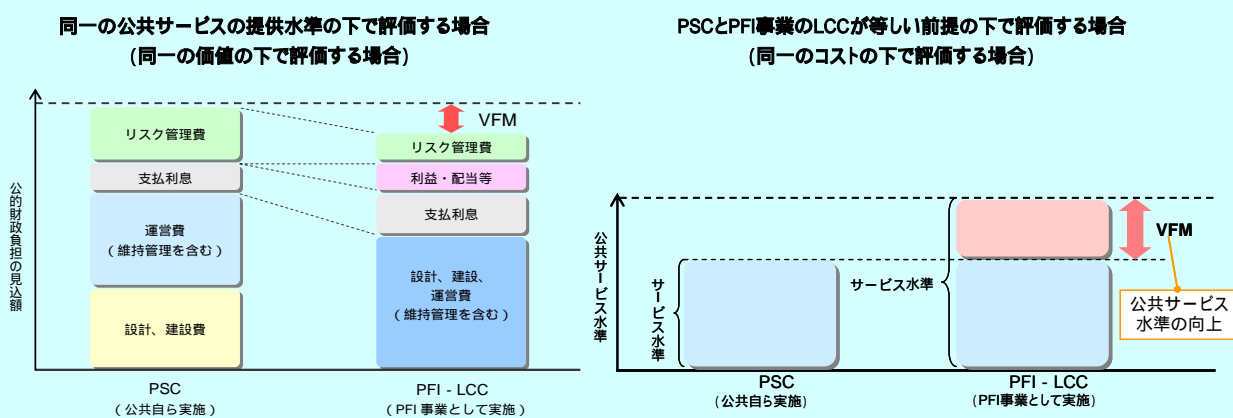 同一の公共サービスの提供水準の下で評価する場合
(同一の価値の下で評価する場合)
公的財政負担の見込額
リスク管理費
支払利息
運営費
(維持管理を含む)
設計、建設費
VFM
リスク管理費
利益・配当等
支払利息
設計、建設、
運営費
(維持管理を含む)
PSC
(公共自ら実施)
PFI - LCC
(PFI事業として実施)
PSCとPFI事業のLCCが等しい前提の下で評価する場合
(同一のコストの下で評価する場合)
公共サービス水準
サービス水準
サービス水準
VFM
公共サービス
水準の向上
PSC
(公共自ら実施)
PFI - LCC
(PFI事業として実施)